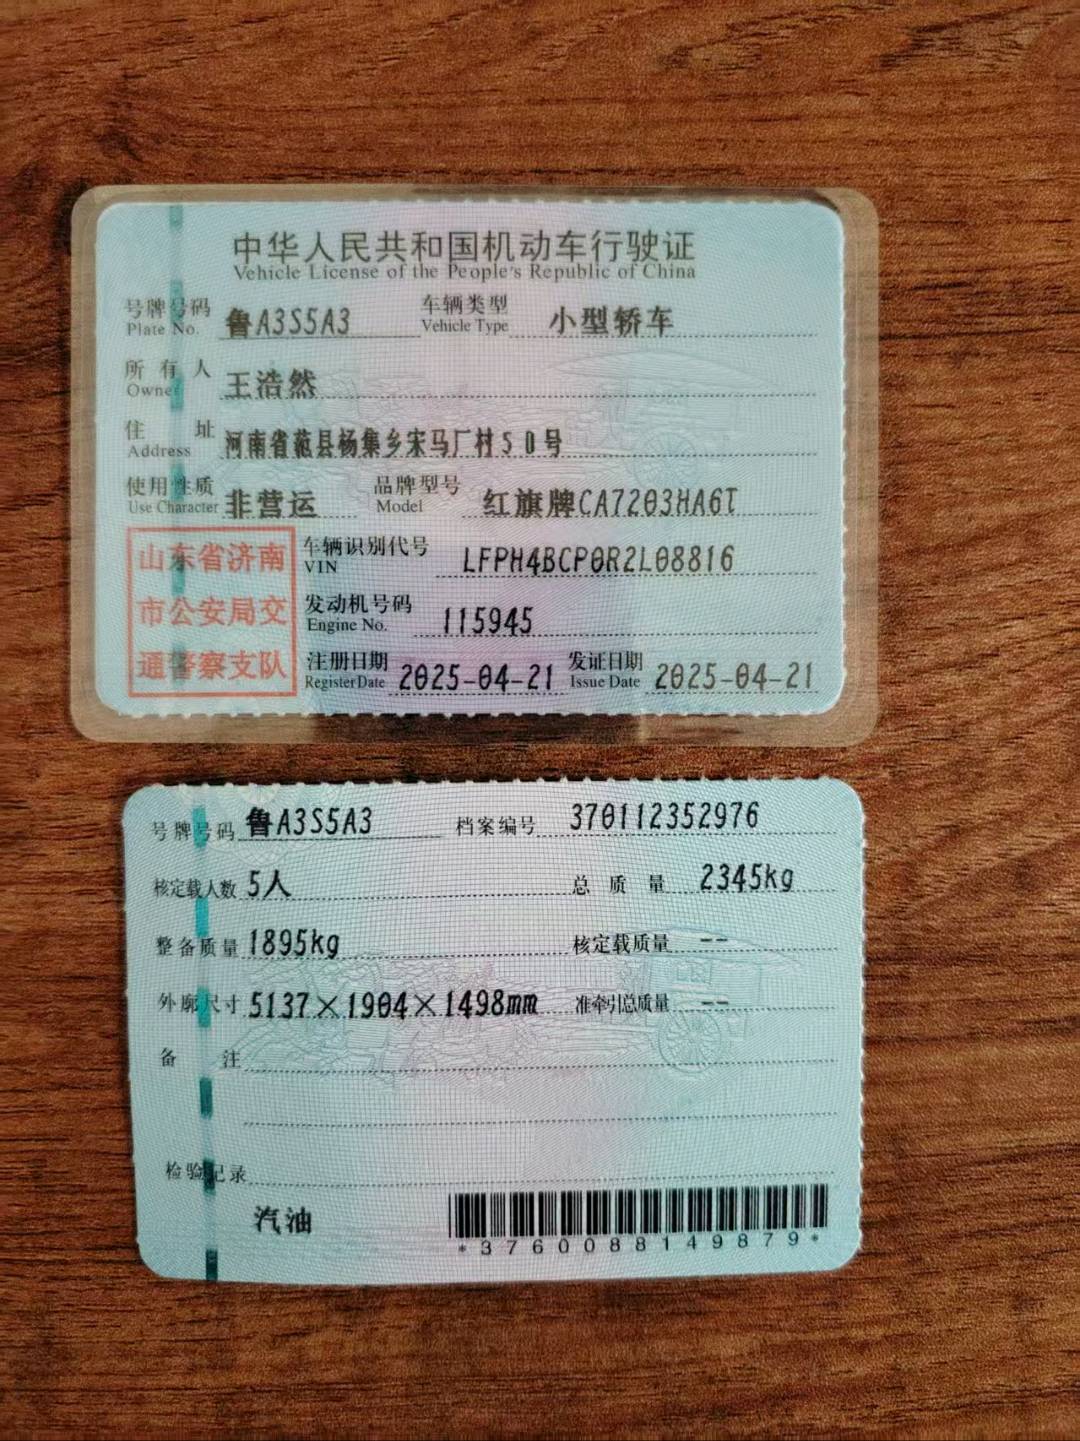 中华人民共和国机动车行驶证
Vehicle License of the People's Republic of China
号牌号码 Plate No. 鲁A3S5A3 车辆类型 Vehicle Type 小型轿车
所有人 Owner 王浩然
住址 Address 河南省范县杨集乡宋马厂村50号
使用性质 Use Character 非营运 品牌型号 Model 红旗牌CA7203HA6T
山东省济南
市公安局交
通警察支队
车辆识别代号 VIN LFPH4BCP0R2L08816
发动机号码 Engine No. 115945
注册日期 Register Date 2025-04-21 发证日期 Issue Date 2025-04-21
号牌号码 鲁A3S5A3 档案编号 370112352976
核定载人数 5人 总质量 2345kg
整备质量 1895kg 核定载质量 --
外廓尺寸 5137×1904×1498mm 准牵引总质量 --
备注
检验记录
汽油
*3760088149879*